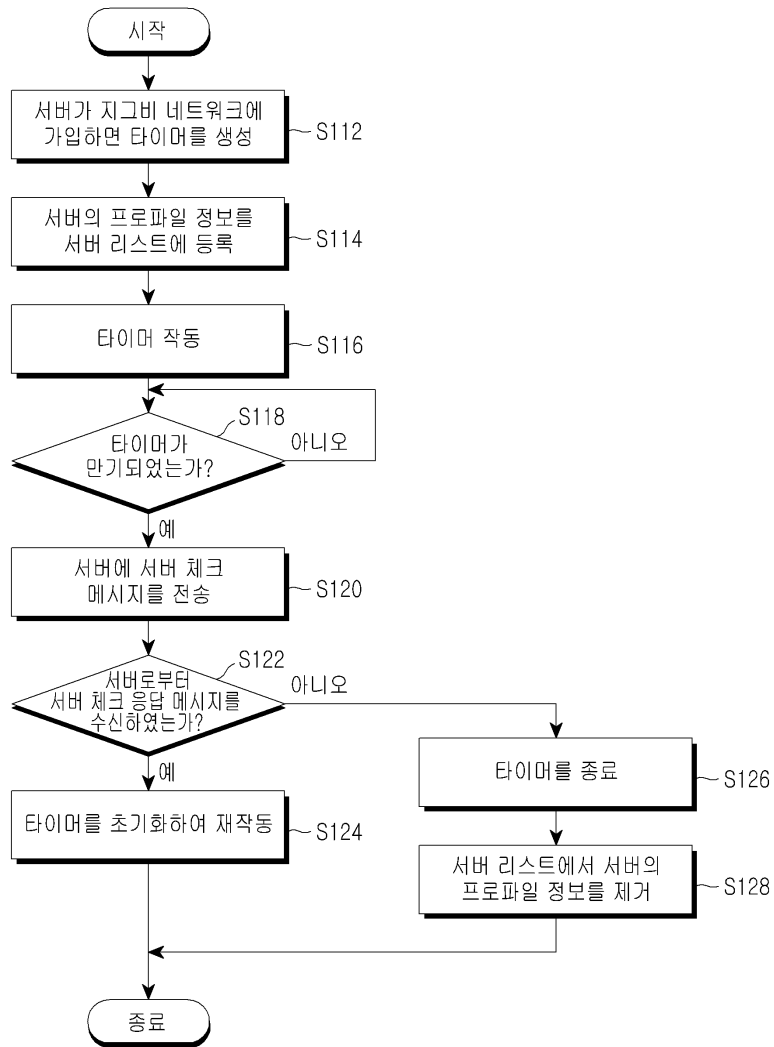 시작
서버가 지그비 네트워크에
가입하면 타이머를 생성
S112
서버의 프로파일 정보를
서버 리스트에 등록
S114
타이머 작동
S116
S118
타이머가
만기되었는가?
아니오
예
서버에 서버 체크
메시지를 전송
S120
S122
서버로부터
서버 체크 응답 메시지를
수신하였는가?
아니오
예
타이머를 종료
S126
타이머를 초기화하여 재작동
S124
서버 리스트에서 서버의
프로파일 정보를 제거
S128
종료